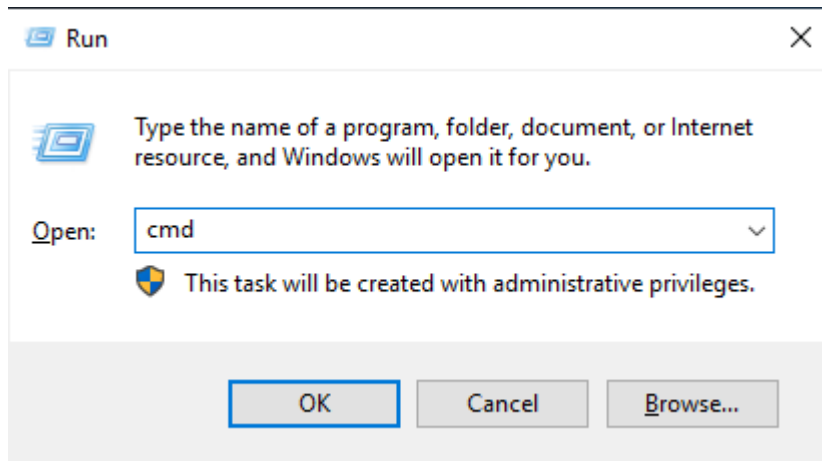 Run
Type the name of a program, folder, document, or Internet
resource, and Windows will open it for you.
Open: cmd
This task will be created with administrative privileges.
OK Cancel Browse...